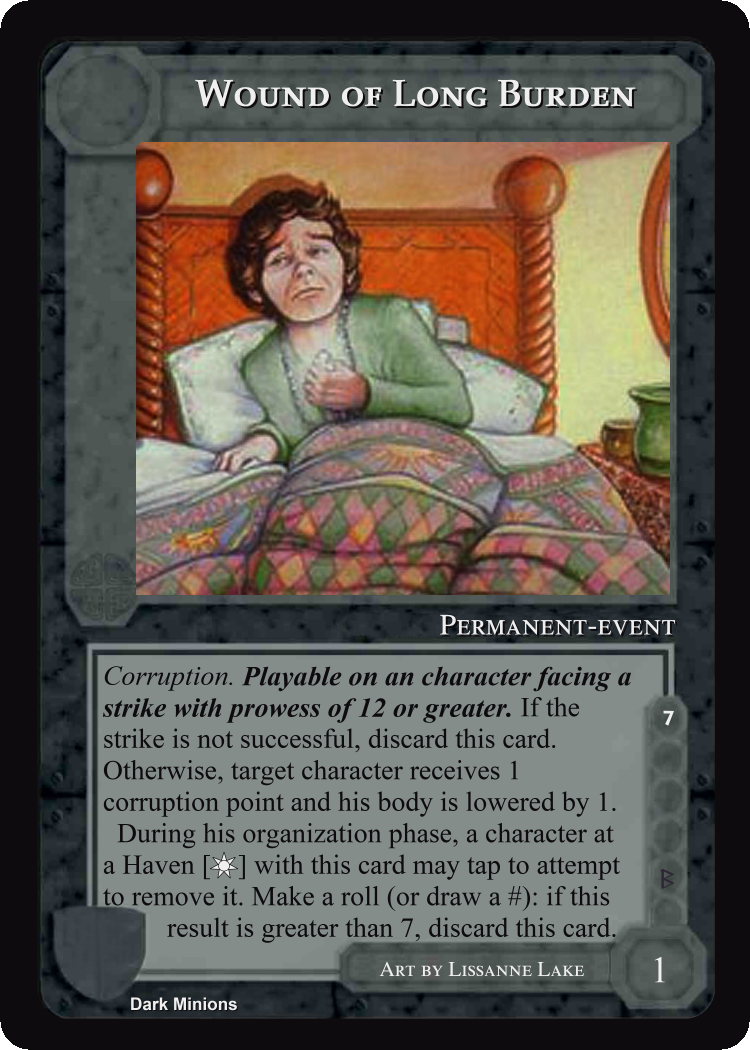 Wound of Long Burden
Permanent-event
Corruption. Playable on an character facing a
strike with prowess of 12 or greater. If the
strike is not successful, discard this card.
Otherwise, target character receives 1
corruption point and his body is lowered by 1.
During his organization phase, a character at
a Haven [☼] with this card may tap to attempt
to remove it. Make a roll (or draw a #): if this
result is greater than 7, discard this card.
7
B
Art by Lissanne Lake
1
Dark Minions